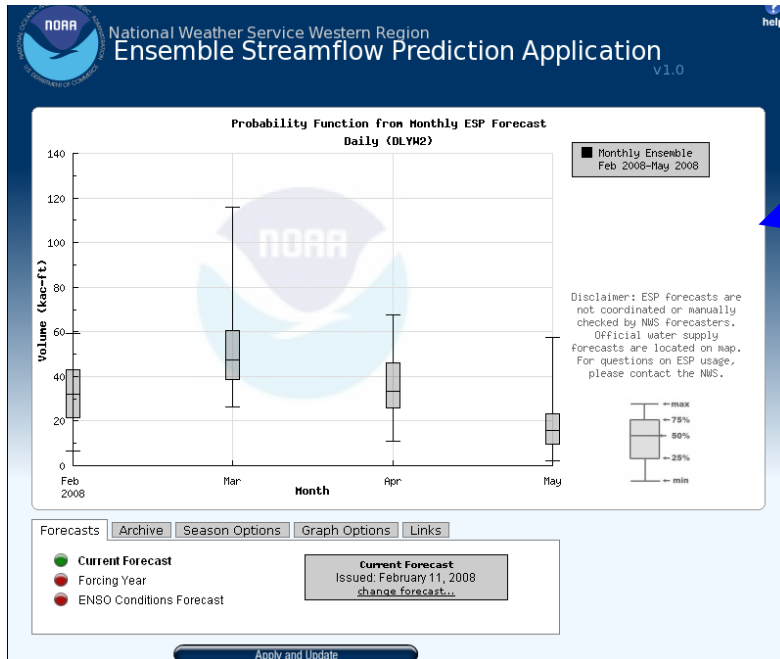 NOAA
help
National Weather Service Western Region
Ensemble Streamflow Prediction Application
v1.0
Probability Function from Monthly ESP Forecast
Daily (DLYW2)
Monthly Ensemble
Feb 2008-May 2008
Volume (kac-ft)
140
120
100
80
60
40
20
0
NOAA
Feb
2008
Mar
Apr
May
Month
Disclaimer: ESP forecasts are
not coordinated or manually
checked by NWS forecasters.
Official water supply
forecasts are located on map.
For questions on ESP usage,
please contact the NWS.
←max
←75%
← 50%
←25%
← min
Forecasts
Archive
Season Options
Graph Options
Links
Current Forecast
Forcing Year
ENSO Conditions Forecast
Current Forecast
Issued: February 11, 2008
change forecast...
Apply and Update